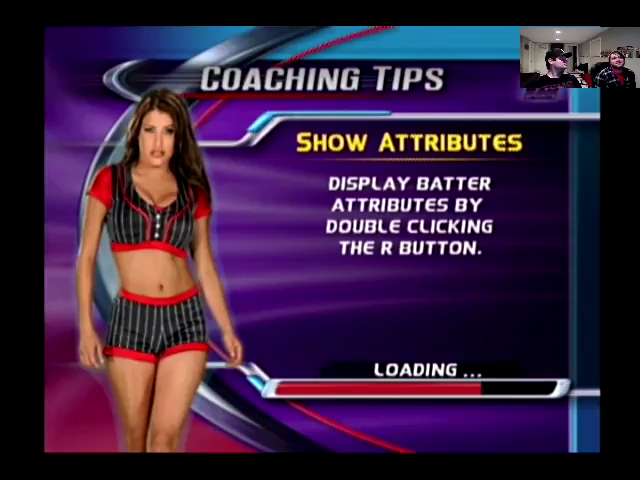 COACHING TIPS
SHOW ATTRIBUTES
DISPLAY BATTER
ATTRIBUTES BY
DOUBLE CLICKING
THE R BUTTON.
LOADING ...